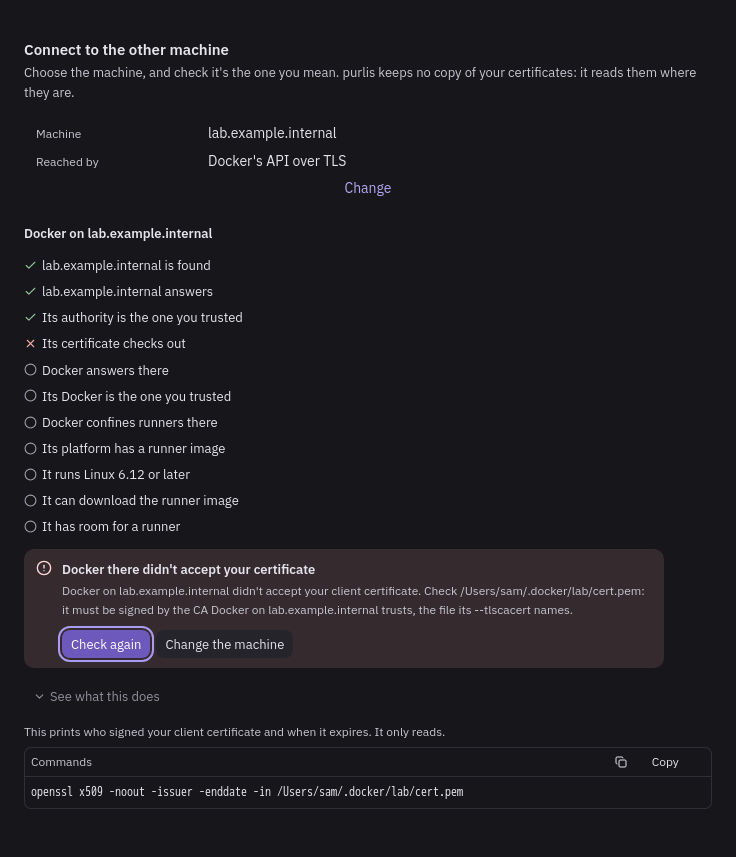 Connect to the other machine
Choose the machine, and check it's the one you mean. purlis keeps no copy of your certificates: it reads them where
they are.
Machine lab.example.internal
Reached by Docker's API over TLS
Change
Docker on lab.example.internal
lab.example.internal is found
lab.example.internal answers
Its authority is the one you trusted
Its certificate checks out
Docker answers there
Its Docker is the one you trusted
Docker confines runners there
Its platform has a runner image
It runs Linux 6.12 or later
It can download the runner image
It has room for a runner
Docker there didn't accept your certificate
Docker on lab.example.internal didn't accept your client certificate. Check /Users/sam/.docker/lab/cert.pem:
it must be signed by the CA Docker on lab.example.internal trusts, the file its --tlscacert names.
Check again Change the machine
See what this does
This prints who signed your client certificate and when it expires. It only reads.
Commands Copy
openssl x509 -noout -issuer -enddate -in /Users/sam/.docker/lab/cert.pem